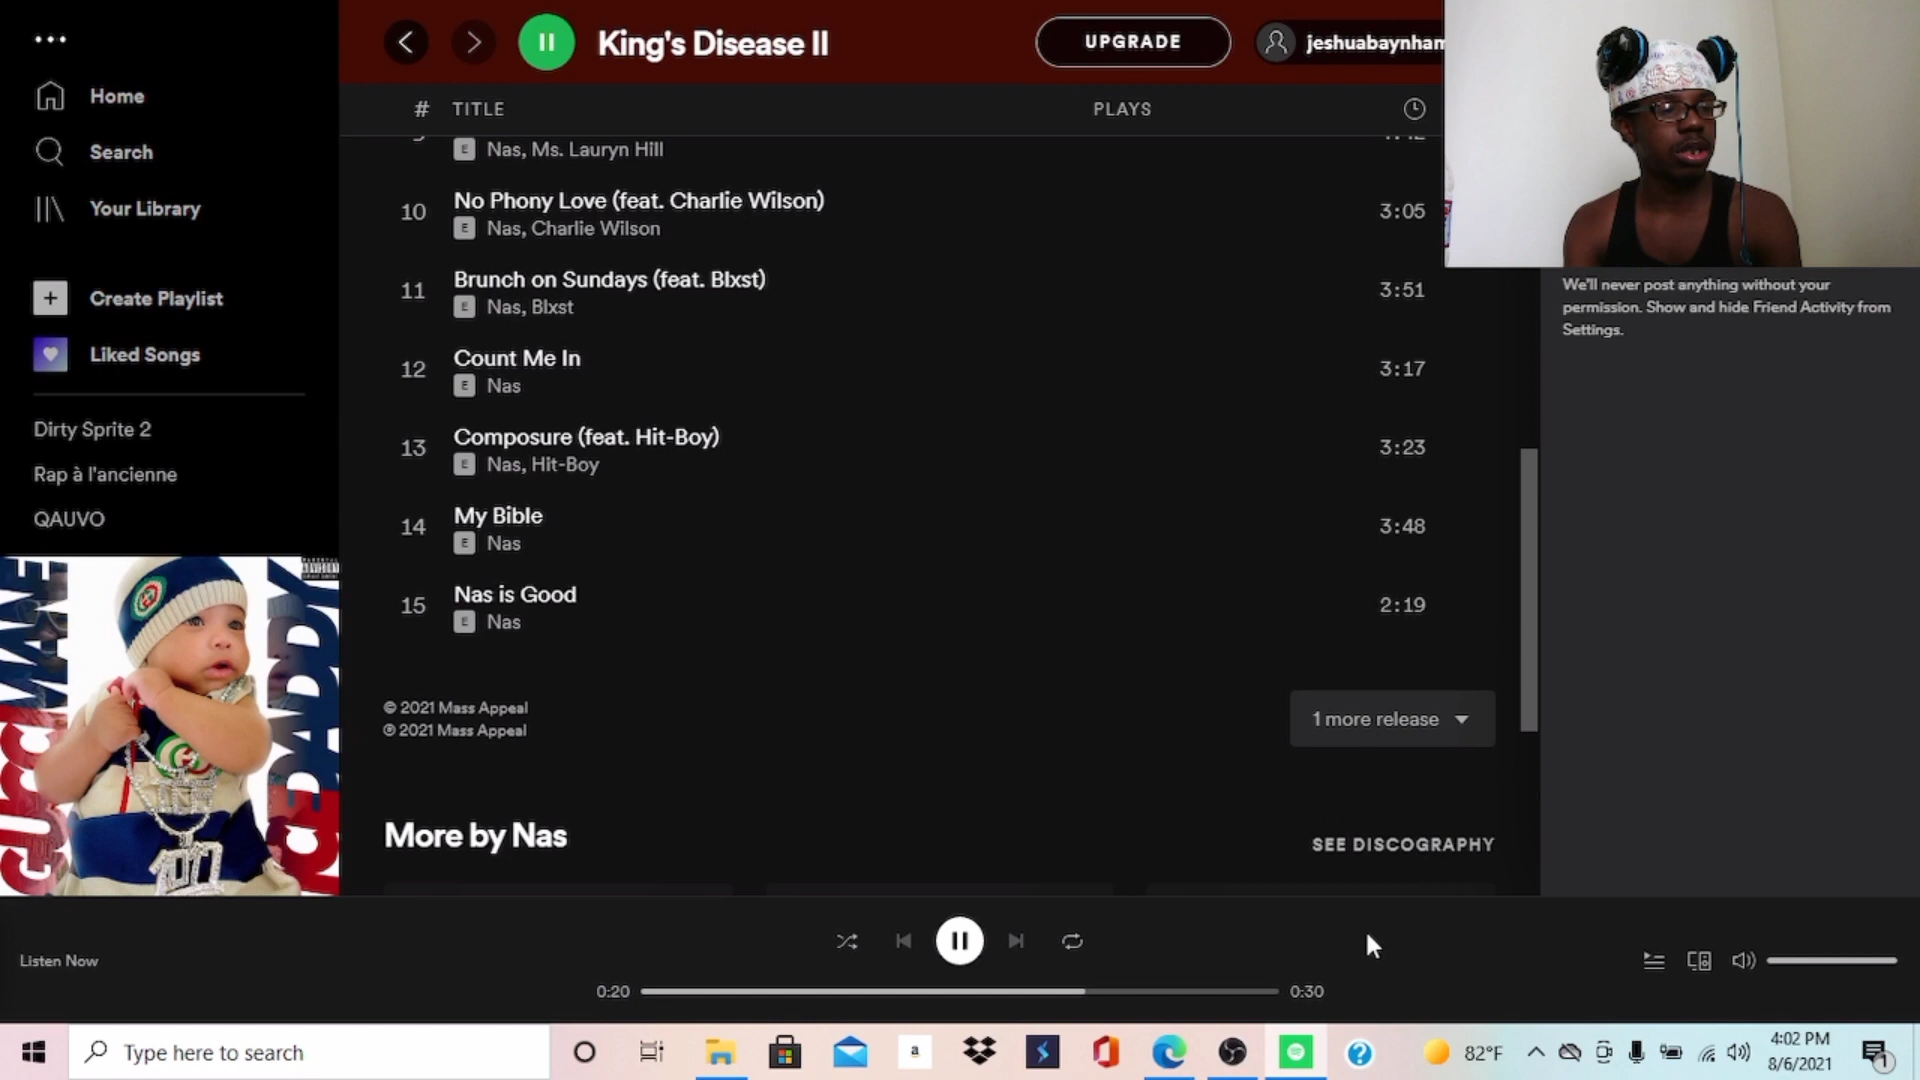 King's Disease II
UPGRADE
jeshuabaynham
Home
Search
Your Library
Create Playlist
Liked Songs
Dirty Sprite 2
Rap à l'ancienne
QAUVO
# TITLE PLAYS
E Nas, Ms. Lauryn Hill
10 No Phony Love (feat. Charlie Wilson) 3:05
E Nas, Charlie Wilson
11 Brunch on Sundays (feat. Blxst) 3:51
E Nas, Blxst
12 Count Me In 3:17
E Nas
13 Composure (feat. Hit-Boy) 3:23
E Nas, Hit-Boy
14 My Bible 3:48
E Nas
15 Nas is Good 2:19
E Nas
© 2021 Mass Appeal
℗ 2021 Mass Appeal
1 more release
More by Nas
SEE DISCOGRAPHY
We'll never post anything without your
permission. Show and hide Friend Activity from
Settings.
GUCCI MANE
ICE DADDY
1017
Listen Now
0:20
0:30
Type here to search
a
82°F
4:02 PM
8/6/2021
1